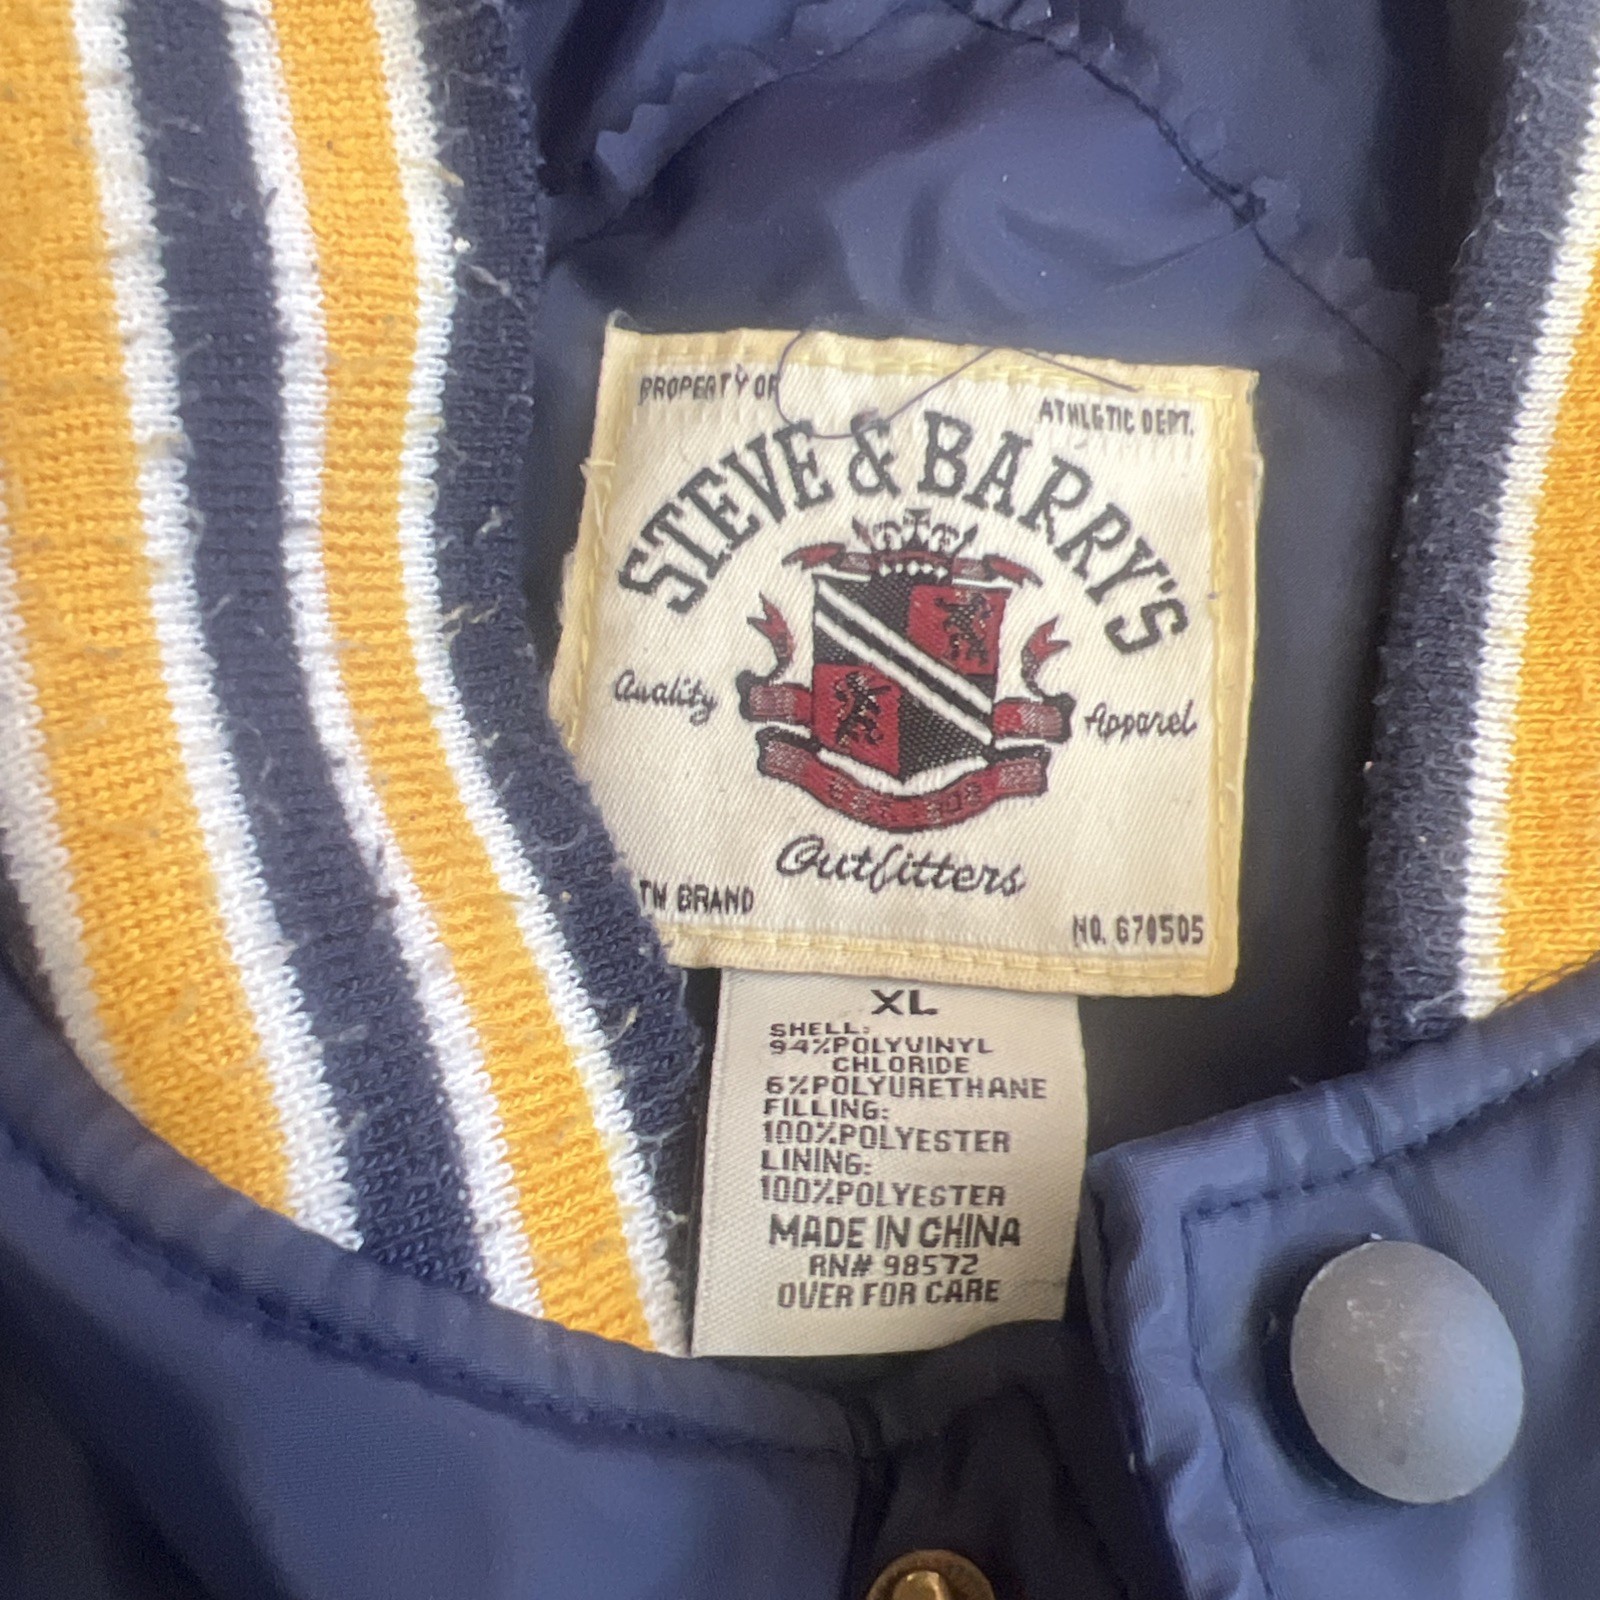 PROPERTY OF
ATHLETIC DEPT.
STEVE & BARRY'S
Quality
Apparel
Outfitters
TM BRAND
NO. 670505
XL
SHELL:
94%POLYVINYL
CHLORIDE
6%POLYURETHANE
FILLING:
100%POLYESTER
LINING:
100%POLYESTER
MADE IN CHINA
RN# 98572
OVER FOR CARE